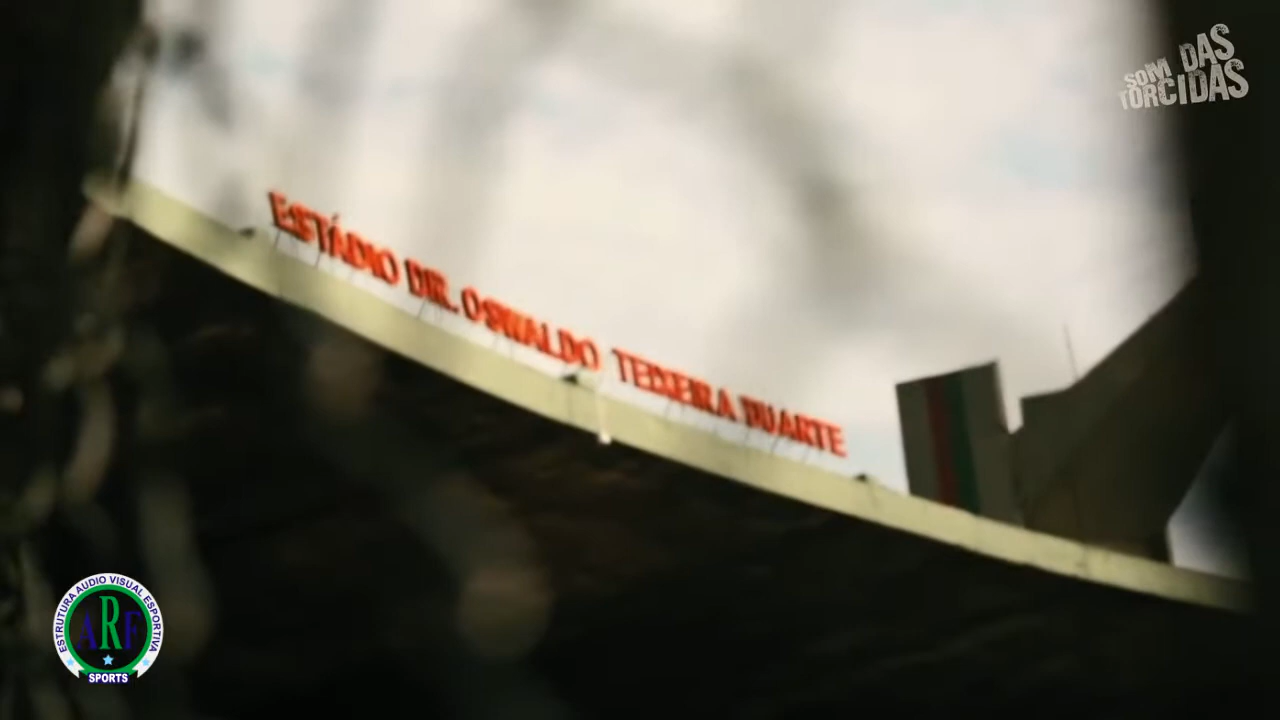 SOM DAS
TORCIDAS
ESTÁDIO DR. OSWALDO TEIXEIRA DUARTE
ESTRUTURA AUDIO VISUAL ESPORTIVA
ARF
SPORTS